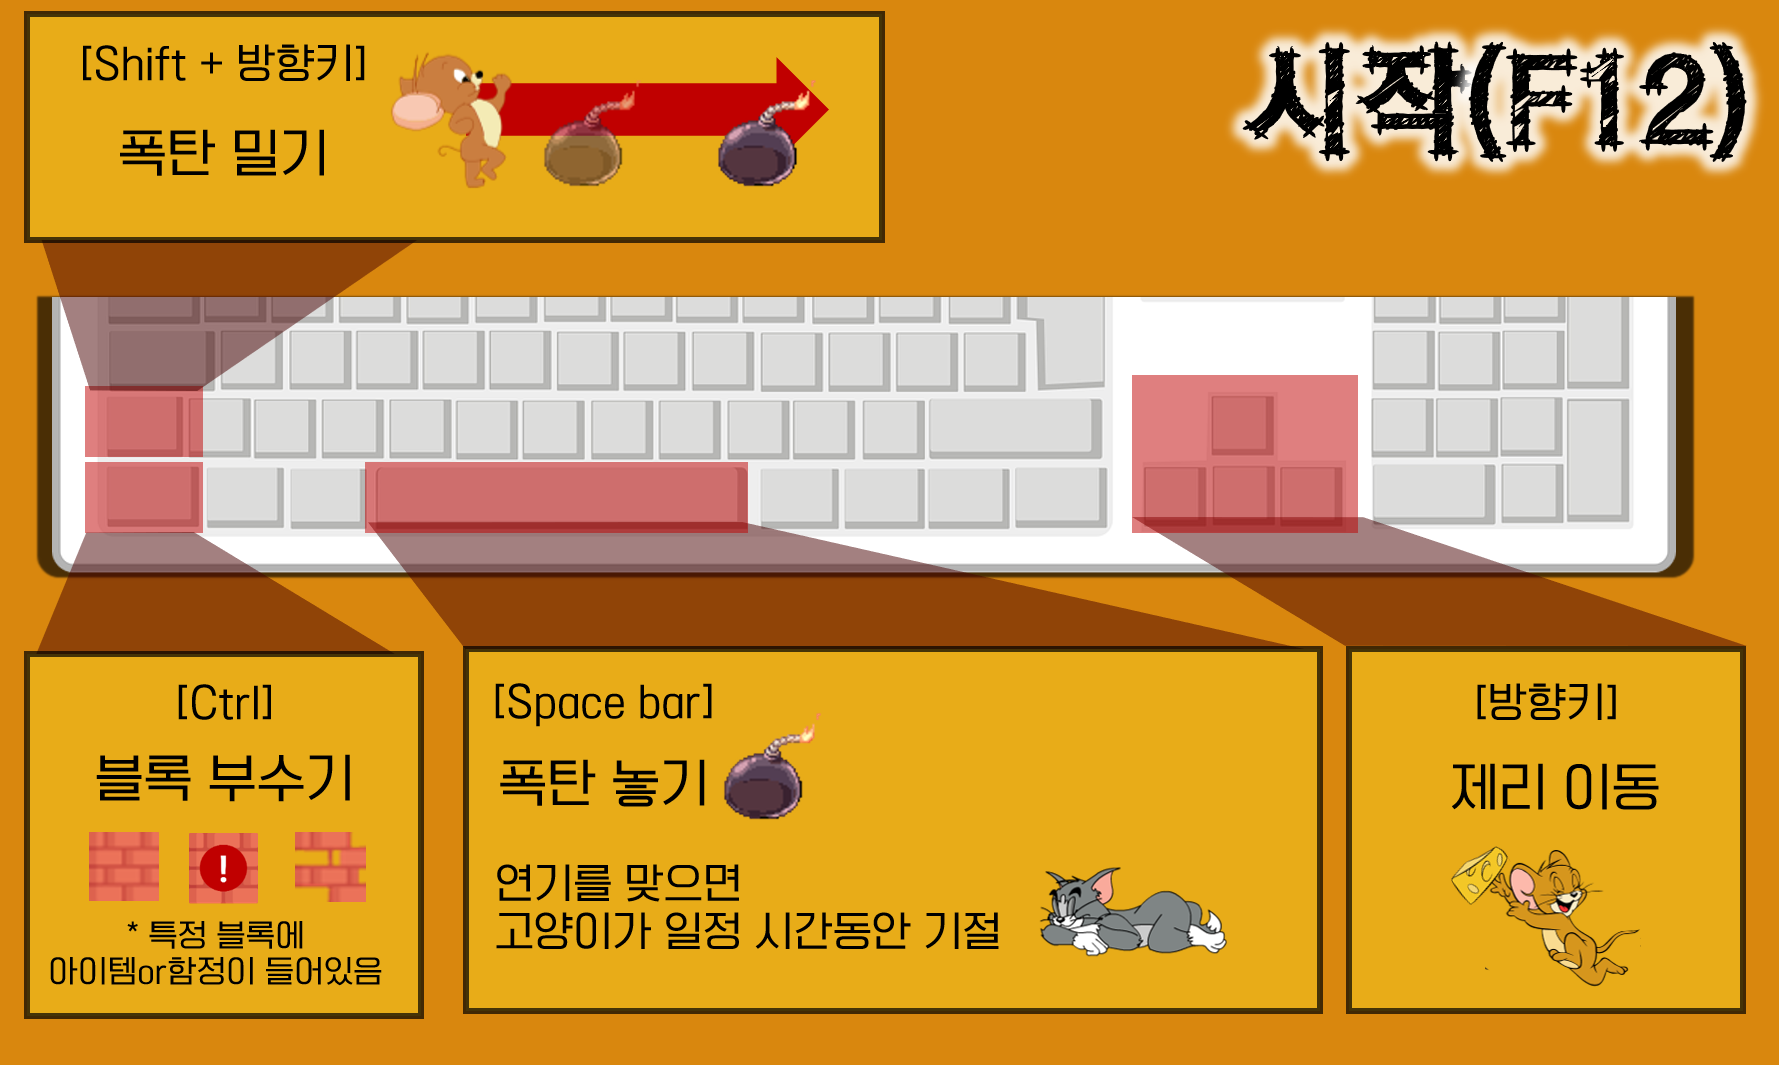 [Shift + 방향키]
폭탄 밀기
시작(F12)
[Ctrl]
블록 부수기
!
* 특정 블록에
아이템or함정이 들어있음
[Space bar]
폭탄 놓기
연기를 맞으면
고양이가 일정 시간동안 기절
[방향키]
제리 이동